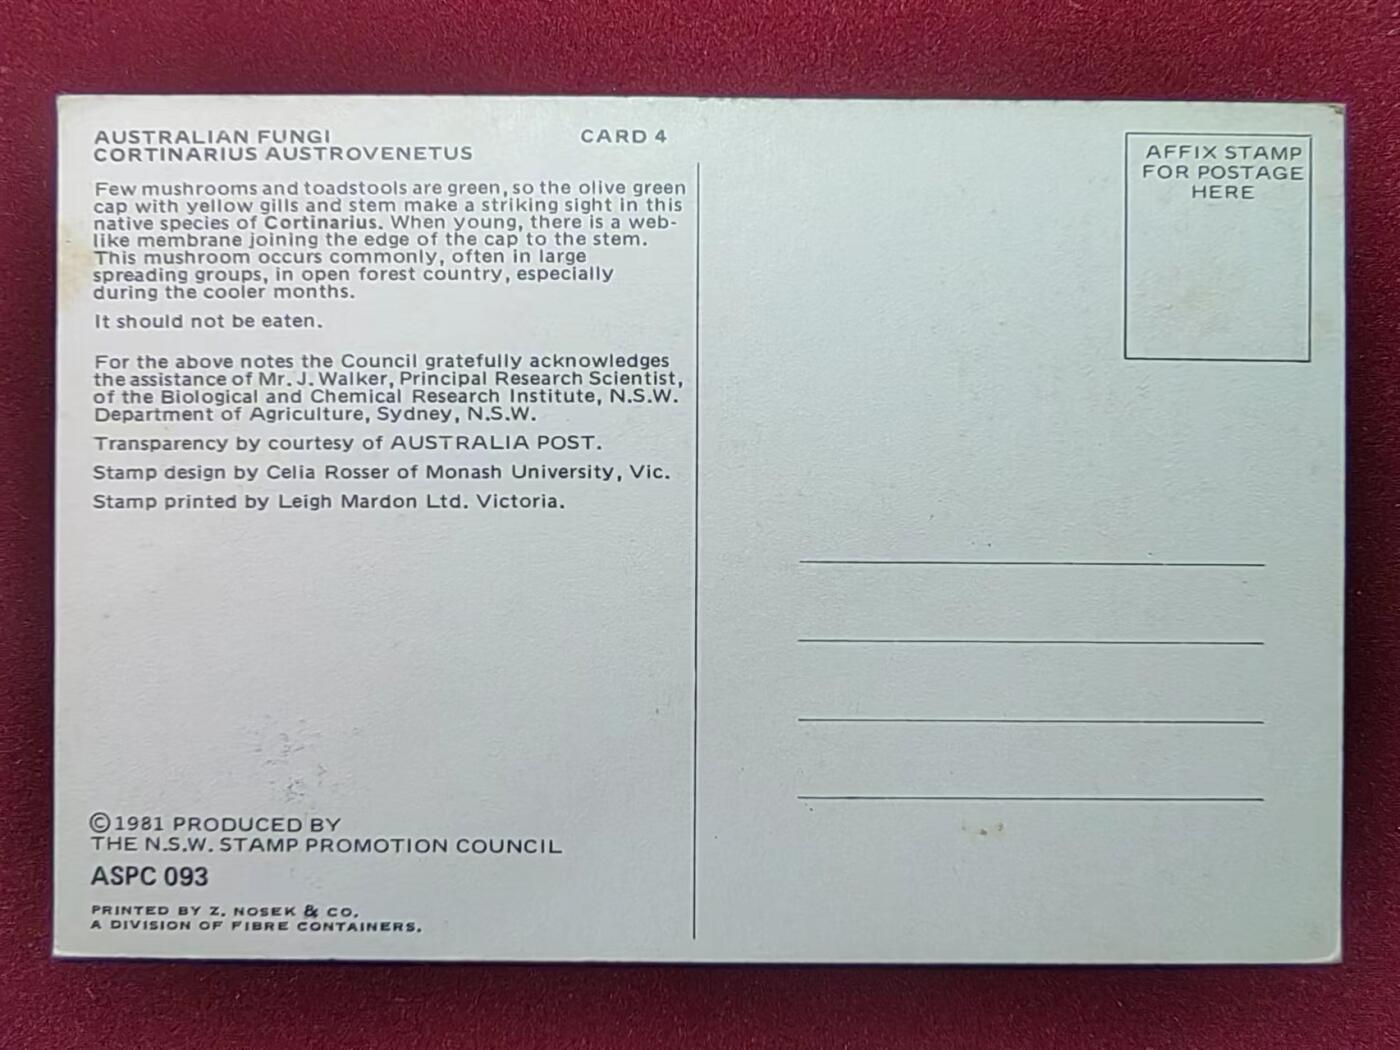 AUSTRALIAN FUNGI
CARD 4
CORTINARIUS AUSTROVENETUS
Few mushrooms and toadstools are green, so the olive green
cap with yellow gills and stem make a striking sight in this
native species of Cortinarius. When young, there is a web-
like membrane joining the edge of the cap to the stem.
This mushroom occurs commonly, often in large
spreading groups, in open forest country, especially
during the cooler months.
It should not be eaten.
For the above notes the Council gratefully acknowledges
the assistance of Mr. J. Walker, Principal Research Scientist,
of the Biological and Chemical Research Institute, N.S.W.
Department of Agriculture, Sydney, N.S.W.
Transparency by courtesy of AUSTRALIA POST.
Stamp design by Celia Rosser of Monash University, Vic.
Stamp printed by Leigh Mardon Ltd. Victoria.
©1981 PRODUCED BY
THE N.S.W. STAMP PROMOTION COUNCIL
ASPC 093
PRINTED BY Z. NOSEK & CO.
A DIVISION OF FIBRE CONTAINERS.
AFFIX STAMP
FOR POSTAGE
HERE